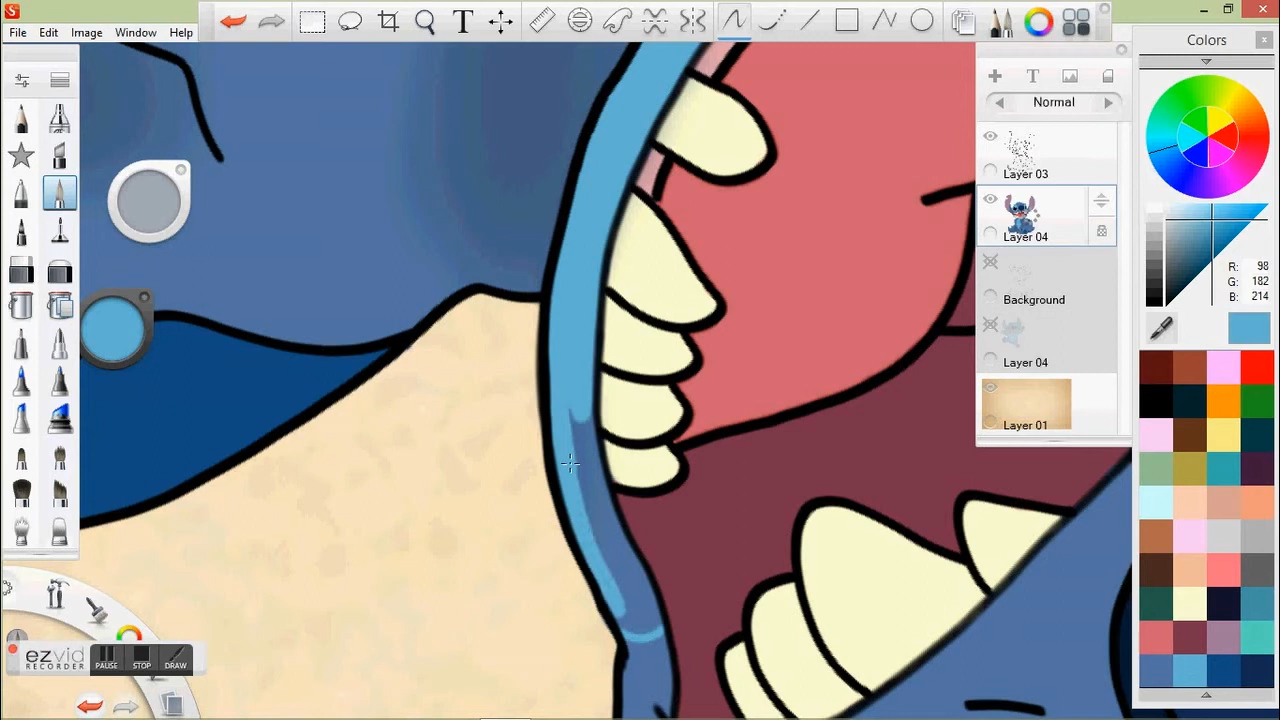 File Edit Image Window Help
T
Colors
T
Normal
Layer 03
Layer 04
Background
Layer 04
Layer 01
R: 98
G: 182
B: 214
ezvid
RECORDER
PAUSE STOP DRAW